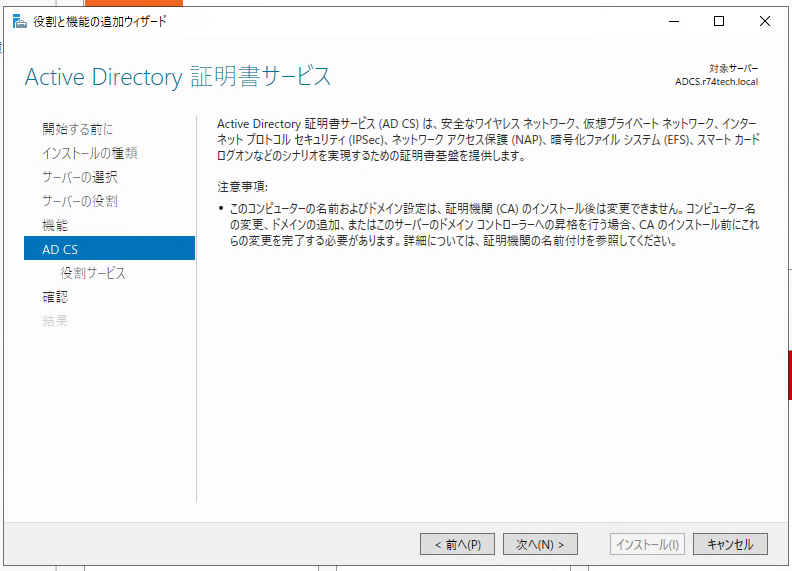 役割と機能の追加ウィザード
Active Directory 証明書サービス
対象サーバー
ADCS.r74tech.local
開始する前に
インストールの種類
サーバーの選択
サーバーの役割
機能
AD CS
役割サービス
確認
結果
Active Directory 証明書サービス (AD CS) は、安全なワイヤレス ネットワーク、仮想プライベート ネットワーク、インター
ネット プロトコル セキュリティ (IPSec)、ネットワーク アクセス保護 (NAP)、暗号化ファイル システム (EFS)、スマート カード
ログオンなどのシナリオを実現するための証明書基盤を提供します。
注意事項:
• このコンピューターの名前およびドメイン設定は、証明機関 (CA) のインストール後は変更できません。コンピューター名
の変更、ドメインの追加、またはこのサーバーのドメイン コントローラーへの昇格を行う場合、CA のインストール前にこれ
らの変更を完了する必要があります。詳細については、証明機関の名前付けを参照してください。
< 前へ(P)
次へ(N) >
インストール(I)
キャンセル